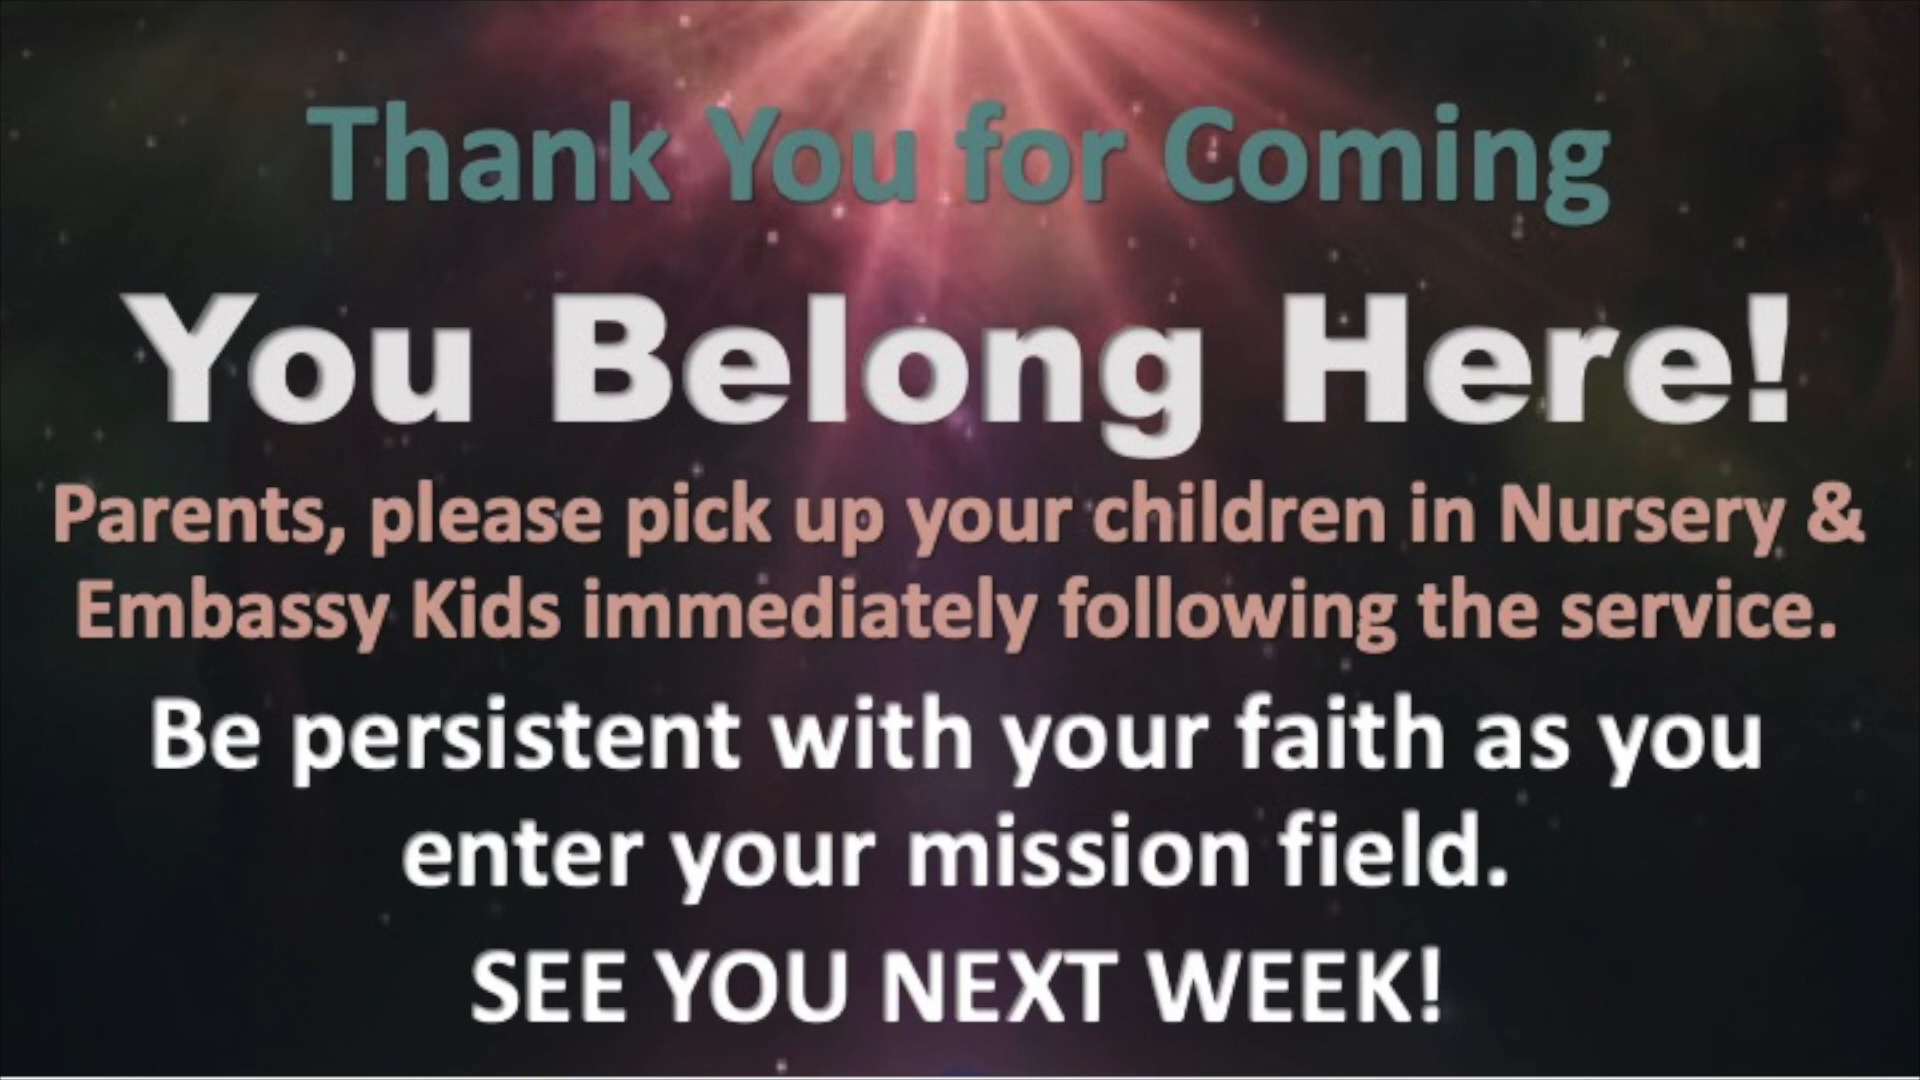 Thank You for Coming
You Belong Here!
Parents, please pick up your children in Nursery &
Embassy Kids immediately following the service.
Be persistent with your faith as you
enter your mission field.
SEE YOU NEXT WEEK!